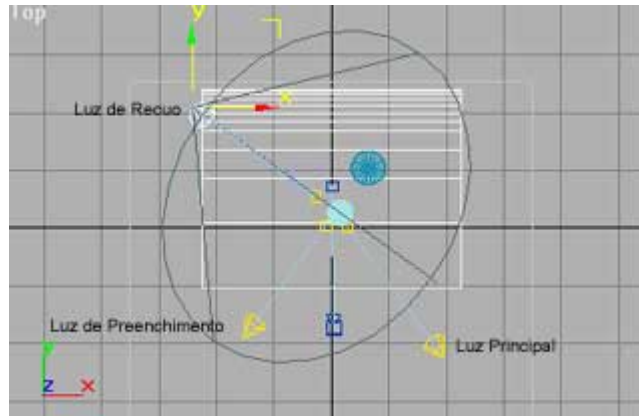 Top
y
x
Luz de Recuo
Luz de Preenchimento
Luz Principal
y
z x